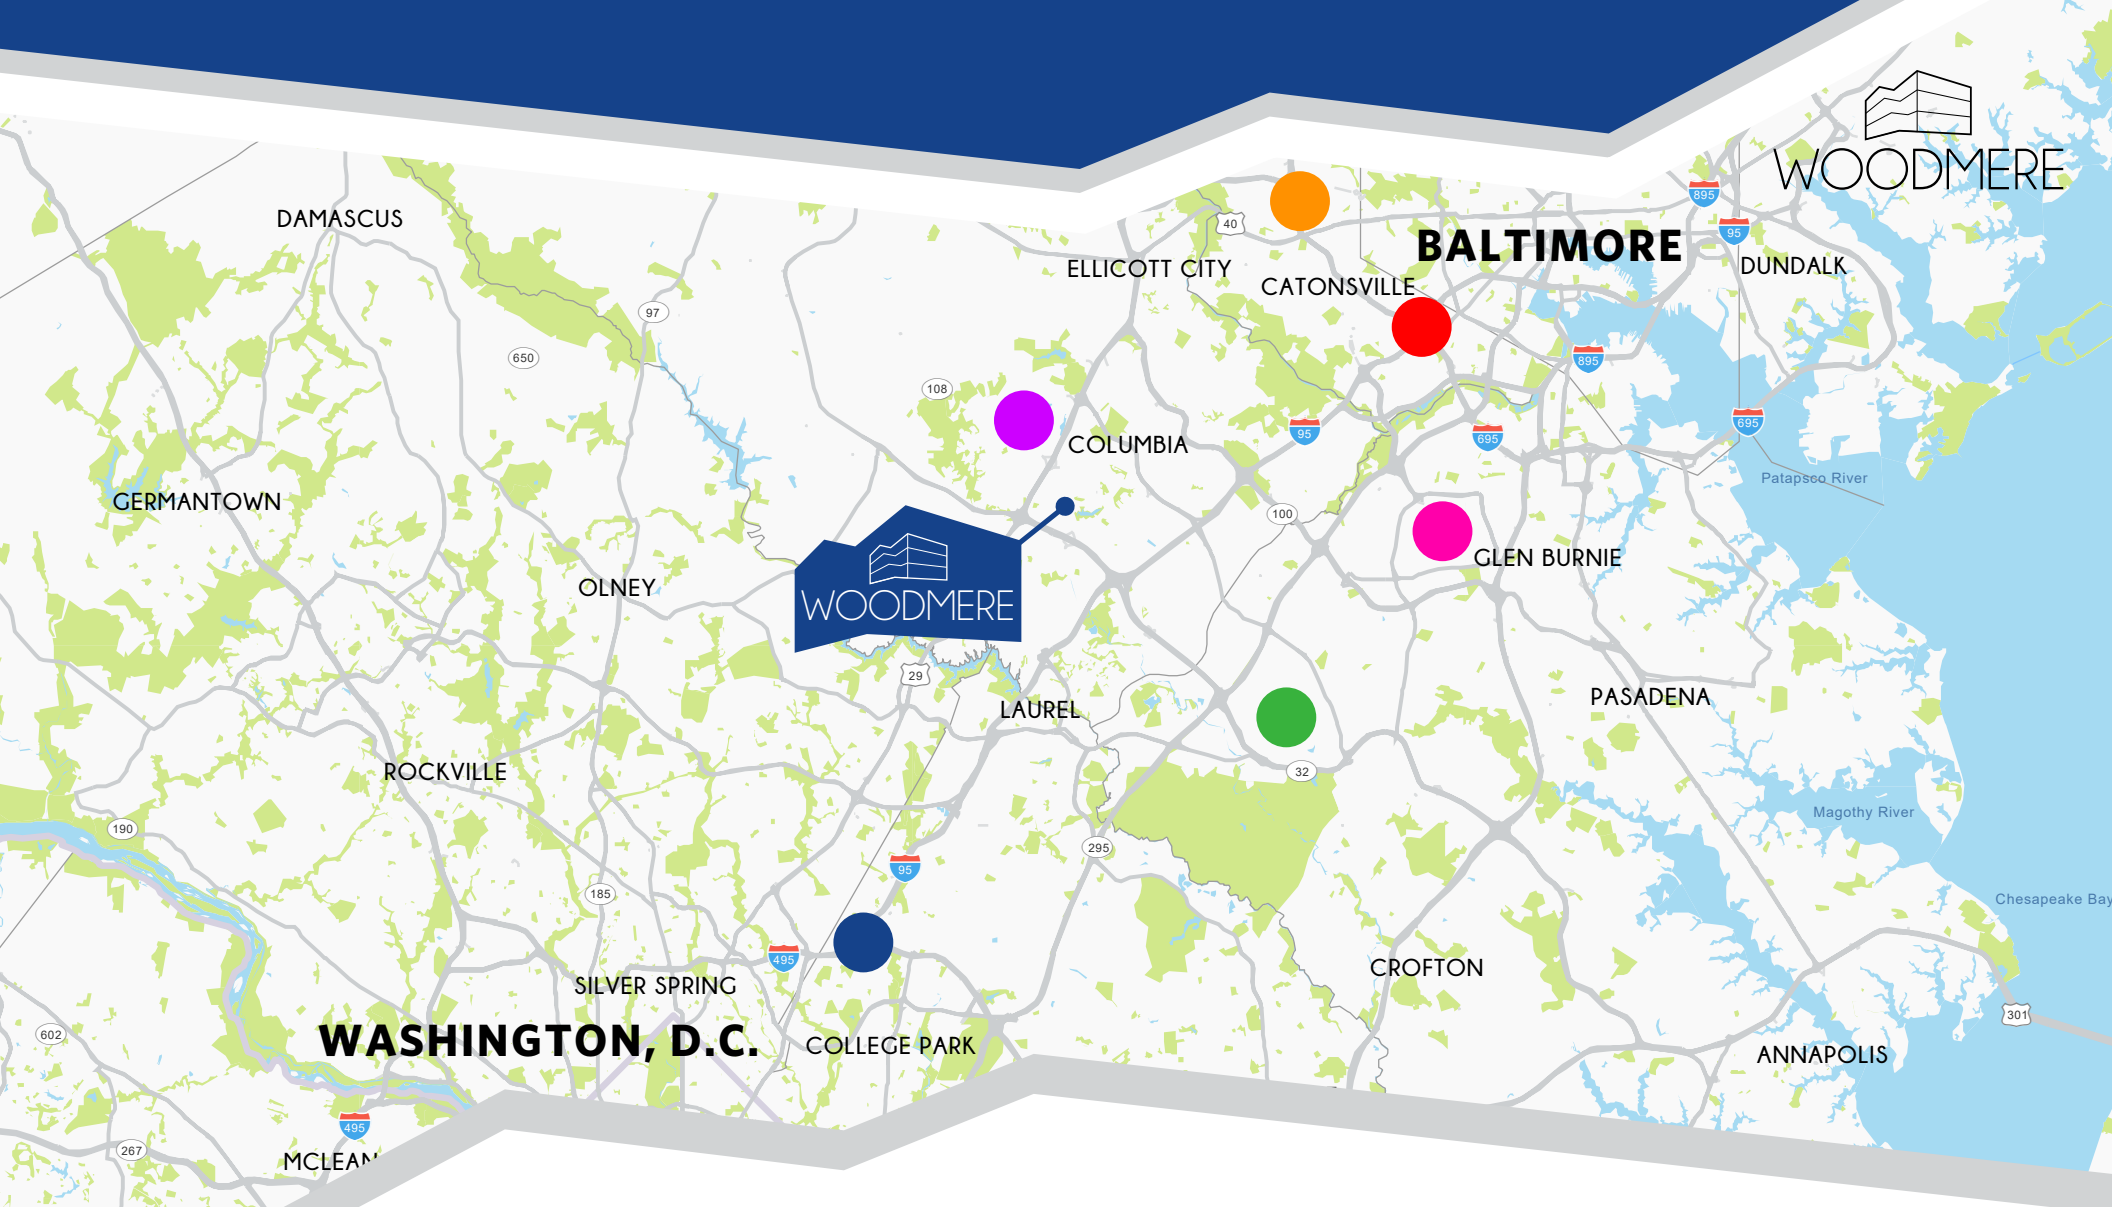 WOODMERE
895
DAMASCUS
40
95
BALTIMORE
ELLICOTT CITY
DUNDALK
CATONSVILLE
97
650
895
108
695
95
695
COLUMBIA
Patapsco River
GERMANTOWN
100
GLEN BURNIE
OLNEY
WOODMERE
29
PASADENA
LAUREL
ROCKVILLE
32
Magothy River
190
295
95
185
Chesapeake Bay
495
CROFTON
SILVER SPRING
301
602
WASHINGTON, D.C.
COLLEGE PARK
ANNAPOLIS
495
267
MCLEAN